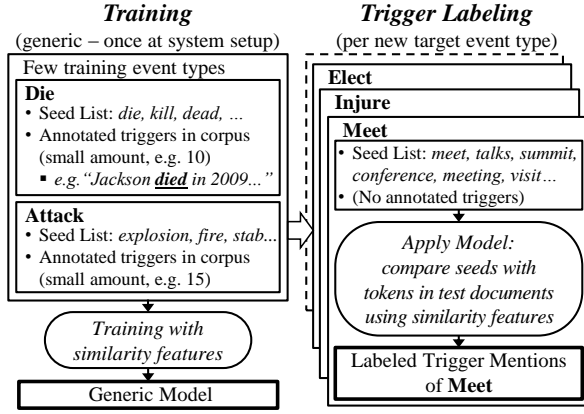 Training
(generic – once at system setup)
Few training event types
Die
• Seed List: die, kill, dead, …
• Annotated triggers in corpus
(small amount, e.g. 10)
▪ e.g. “Jackson died in 2009…”
Attack
• Seed List: explosion, fire, stab...
• Annotated triggers in corpus
(small amount, e.g. 15)
Training with
similarity features
Generic Model
Trigger Labeling
(per new target event type)
Elect
Injure
Meet
• Seed List: meet, talks, summit,
conference, meeting, visit…
• (No annotated triggers)
Apply Model:
compare seeds with
tokens in test documents
using similarity features
Labeled Trigger Mentions
of Meet